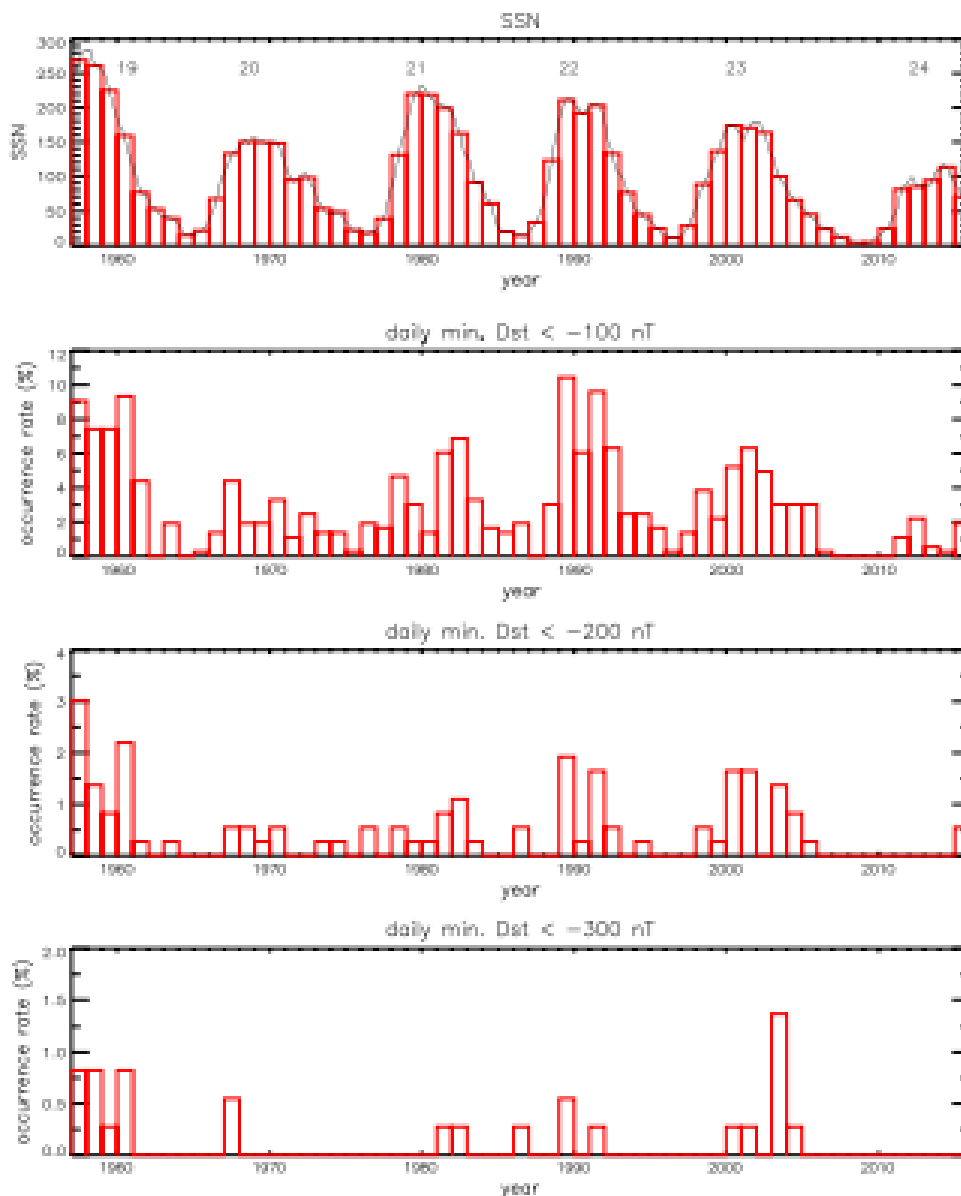 SSN
300
250
200
150
100
50
0
SSN
19 20 21 22 23 24
1960 1970 1980 1990 2000 2010
year
daily min. Dst < -100 nT
12
10
8
6
4
2
0
occurrence rate (%)
1960 1970 1980 1990 2000 2010
year
daily min. Dst < -200 nT
4
3
2
1
0
occurrence rate (%)
1960 1970 1980 1990 2000 2010
year
daily min. Dst < -300 nT
2.0
1.5
1.0
0.5
0.0
occurrence rate (%)
1960 1970 1980 1990 2000 2010
year